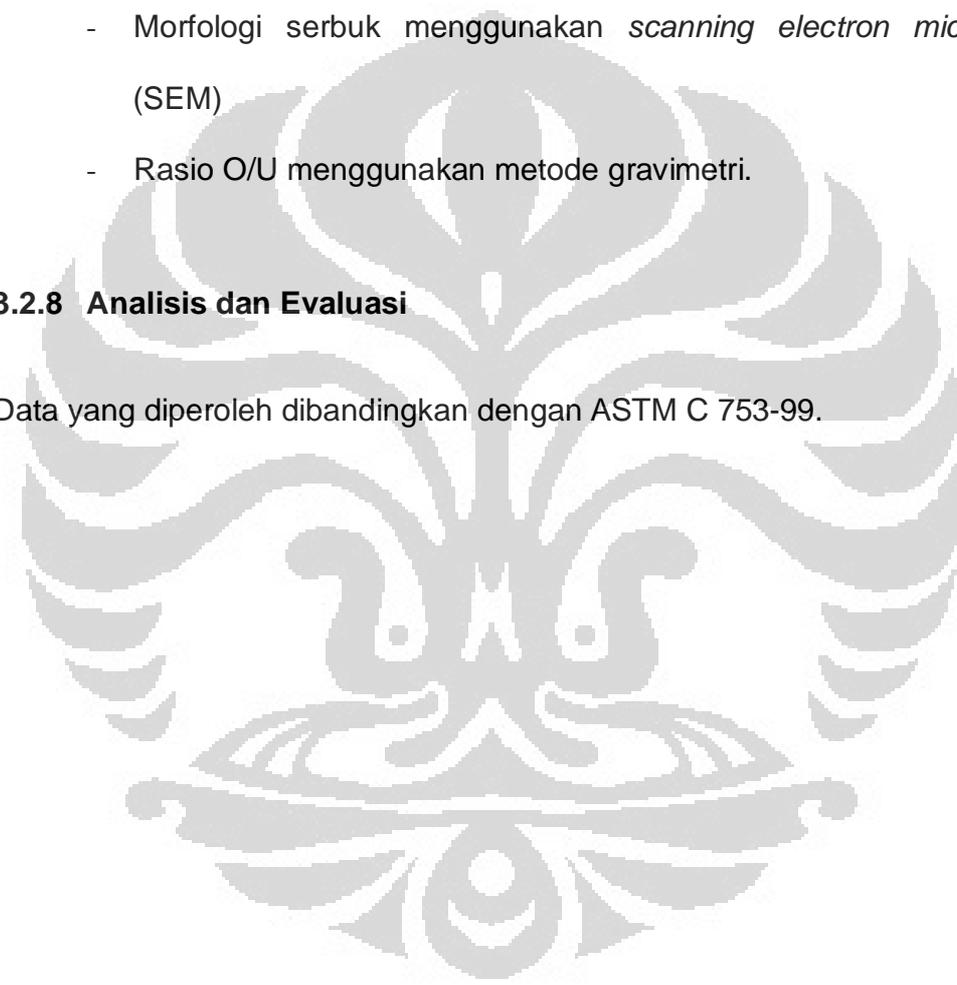 - Morfologi serbuk menggunakan scanning electron
(SEM)
- Rasio O/U menggunakan metode gravimetri.
3.2.8 Analisis dan Evaluasi
Data yang diperoleh dibandingkan dengan ASTM C 753-99.